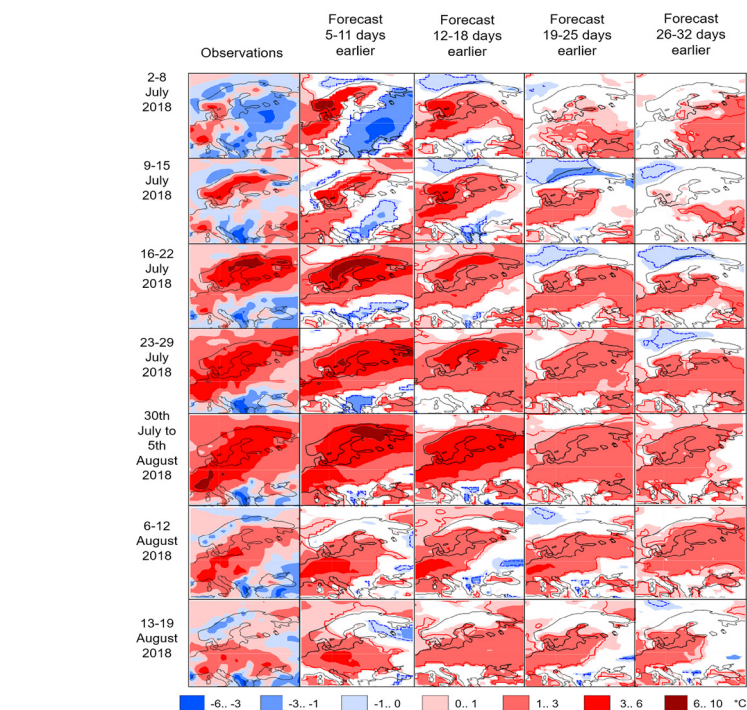 Observations
Forecast
5-11 days
earlier
Forecast
12-18 days
earlier
Forecast
19-25 days
earlier
Forecast
26-32 days
earlier
2-8
July
2018
9-15
July
2018
16-22
July
2018
23-29
July
2018
30th
July to
5th
August
2018
6-12
August
2018
13-19
August
2018
-6.. -3 -3.. -1 -1.. 0 0.. 1 1.. 3 3.. 6 6.. 10 °C